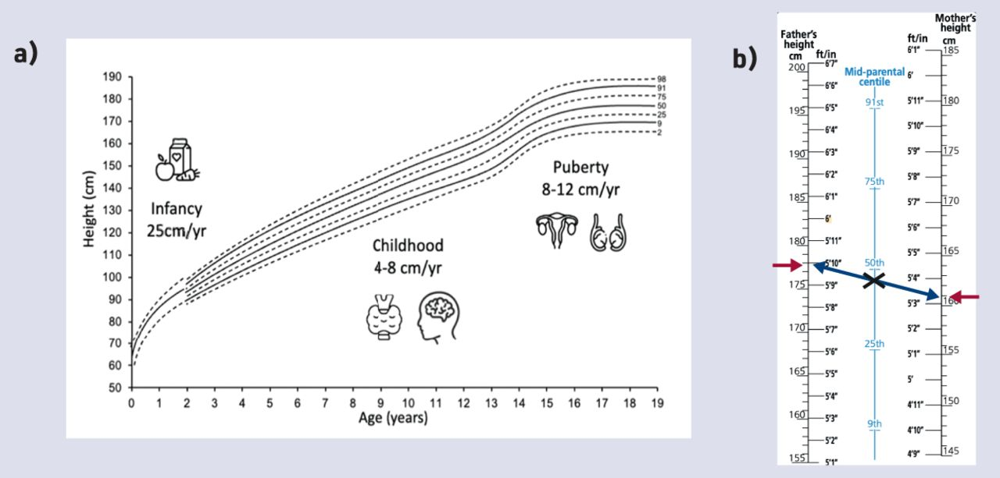 a)
Height (cm)
190
180
170
160
150
140
130
120
110
100
90
80
70
60
50
0 1 2 3 4 5 6 7 8 9 10 11 12 13 14 15 16 17 18 19
Age (years)
98
91
75
50
25
9
2
Infancy
25cm/yr
Childhood
4-8 cm/yr
Puberty
8-12 cm/yr
b)
Father's
height
cm
ft/in
200
195
190
185
180
175
170
165
160
155
6'7"
6'6"
6'5"
6'4"
6'3"
6'2"
6'1"
6'
5'11"
5'10"
5'9"
5'8"
5'7"
5'6"
5'5"
5'4"
5'3"
5'2"
5'1"
Mid-parental
centile
91st
75th
50th
25th
9th
Mother's
height
ft/in
cm
6'1"
6'
5'11"
5'10"
5'9"
5'8"
5'7"
5'6"
5'5"
5'4"
5'3"
5'2"
5'1"
5'
4'11"
4'10"
4'9"
185
180
175
170
165
160
155
150
145